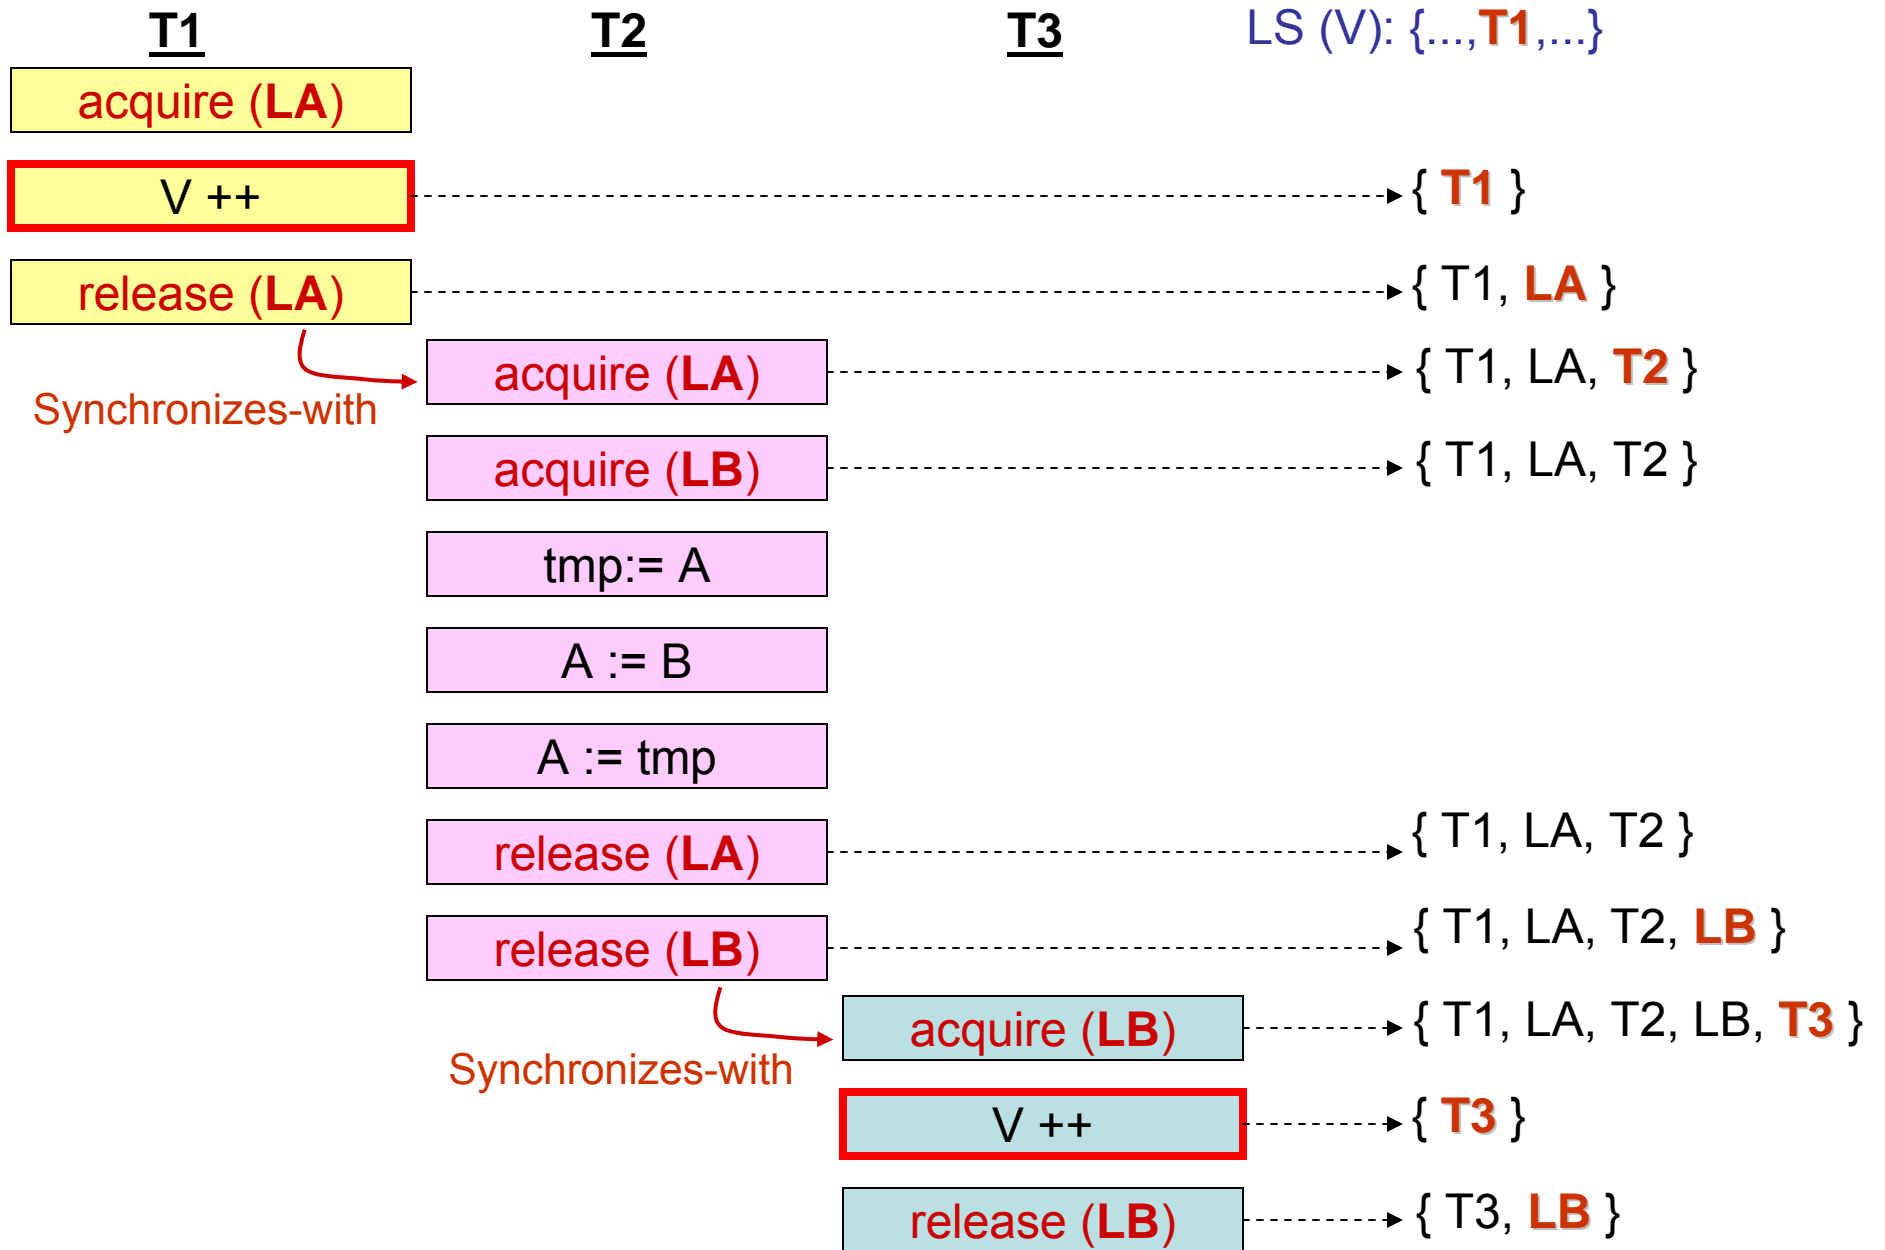 T1 T2 T3 LS (V): {...,T1,...}
acquire (LA)
V ++ { T1 }
release (LA) { T1, LA }
acquire (LA) { T1, LA, T2 }
Synchronizes-with
acquire (LB) { T1, LA, T2 }
tmp:= A
A := B
A := tmp
release (LA) { T1, LA, T2 }
release (LB) { T1, LA, T2, LB }
acquire (LB) { T1, LA, T2, LB, T3 }
Synchronizes-with
V ++ { T3 }
release (LB) { T3, LB }